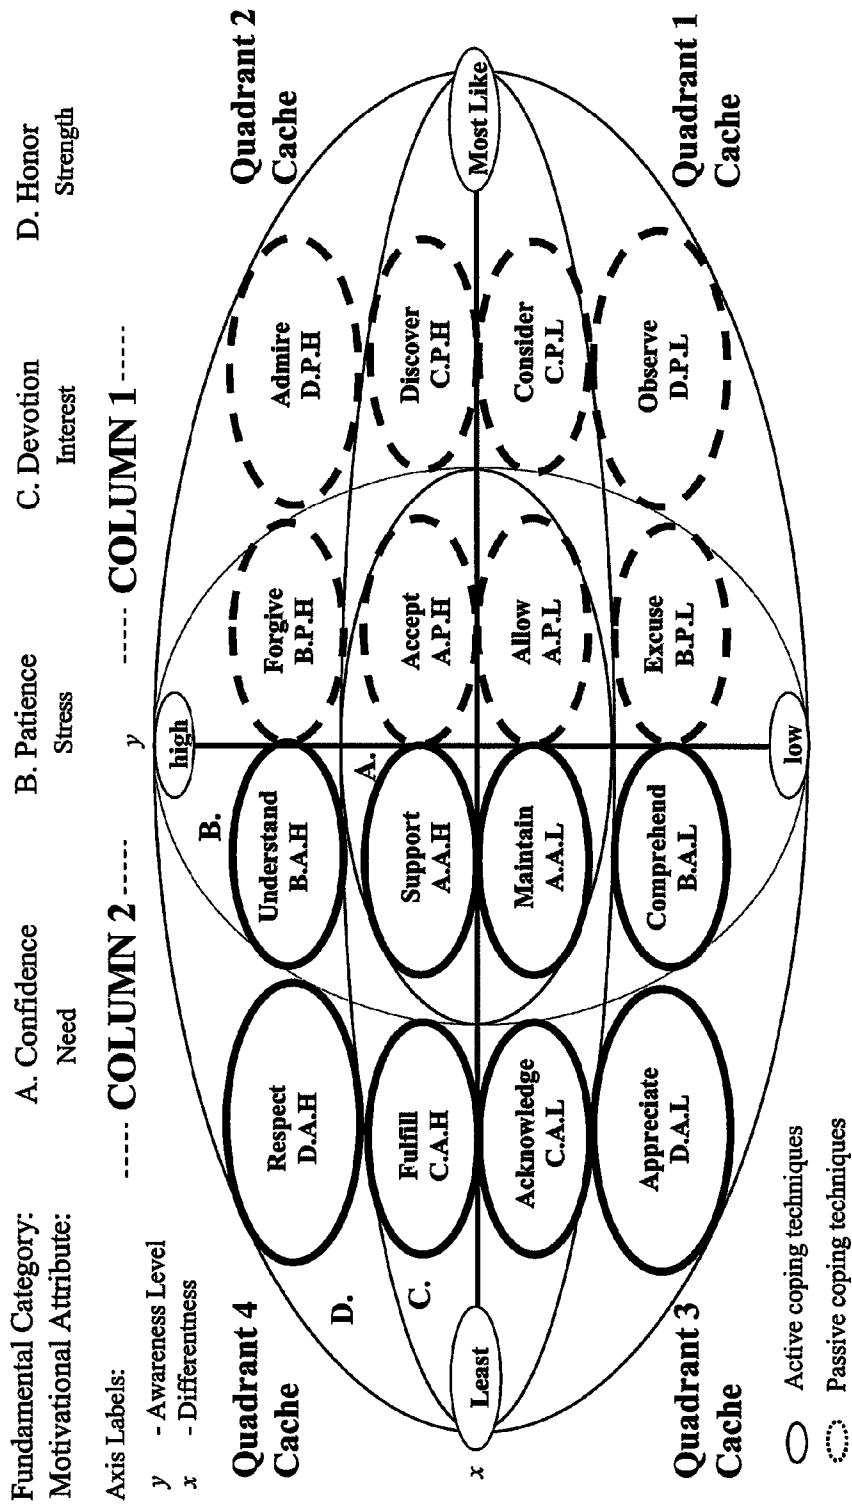 Fundamental Category:
A. Confidence
B. Patience
C. Devotion
D. Honor
Motivational Attribute:
Need
Stress
Interest
Strength
Axis Labels:
y - Awareness Level
x - Differentness
----- COLUMN 2 -----
y
----- COLUMN 1 -----
Quadrant 4
Cache
Quadrant 2
Cache
high
B.
D.
A.
C.
Respect
D.A.H
Understand
B.A.H
Forgive
B.P.H
Admire
D.P.H
Fulfill
C.A.H
Support
A.A.H
Accept
A.P.H
Discover
C.P.H
x
Least
Most Like
Acknowledge
C.A.L
Maintain
A.A.L
Allow
A.P.L
Consider
C.P.L
Appreciate
D.A.L
Comprehend
B.A.L
Excuse
B.P.L
Observe
D.P.L
low
Quadrant 3
Cache
Quadrant 1
Cache
Active coping techniques
Passive coping techniques